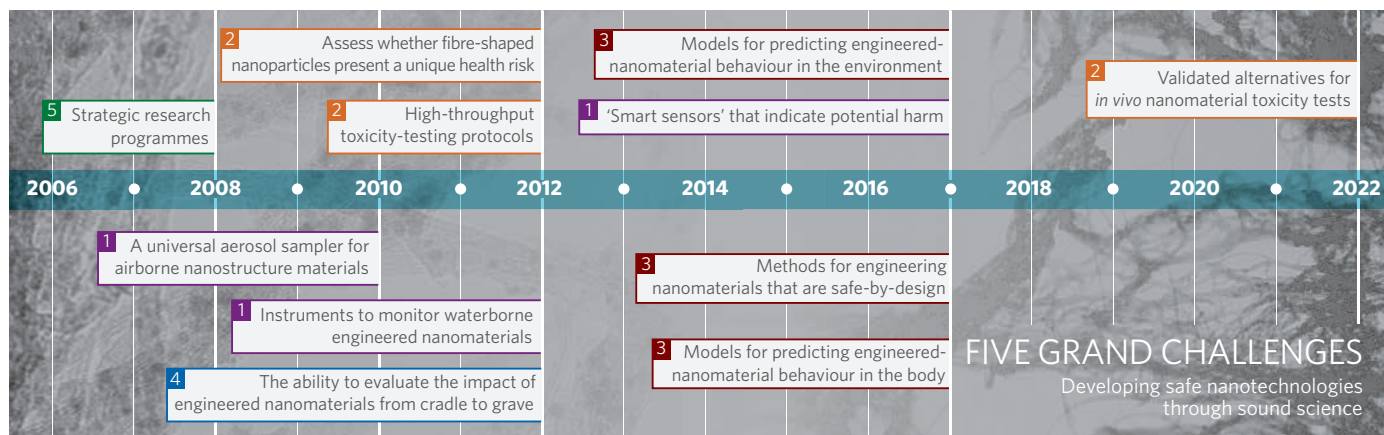 2
Assess whether fibre-shaped
nanoparticles present a unique health risk
3
Models for predicting engineered-
nanomaterial behaviour in the environment
2
Validated alternatives for
in vivo nanomaterial toxicity tests
5
Strategic research
programmes
2
High-throughput
toxicity-testing protocols
1
‘Smart sensors’ that indicate potential harm
2006 2008 2010 2012 2014 2016 2018 2020 2022
1
A universal aerosol sampler for
airborne nanostructure materials
3
Methods for engineering
nanomaterials that are safe-by-design
1
Instruments to monitor waterborne
engineered nanomaterials
3
Models for predicting engineered-
nanomaterial behaviour in the body
4
The ability to evaluate the impact of
engineered nanomaterials from cradle to grave
FIVE GRAND CHALLENGES
Developing safe nanotechnologies
through sound science